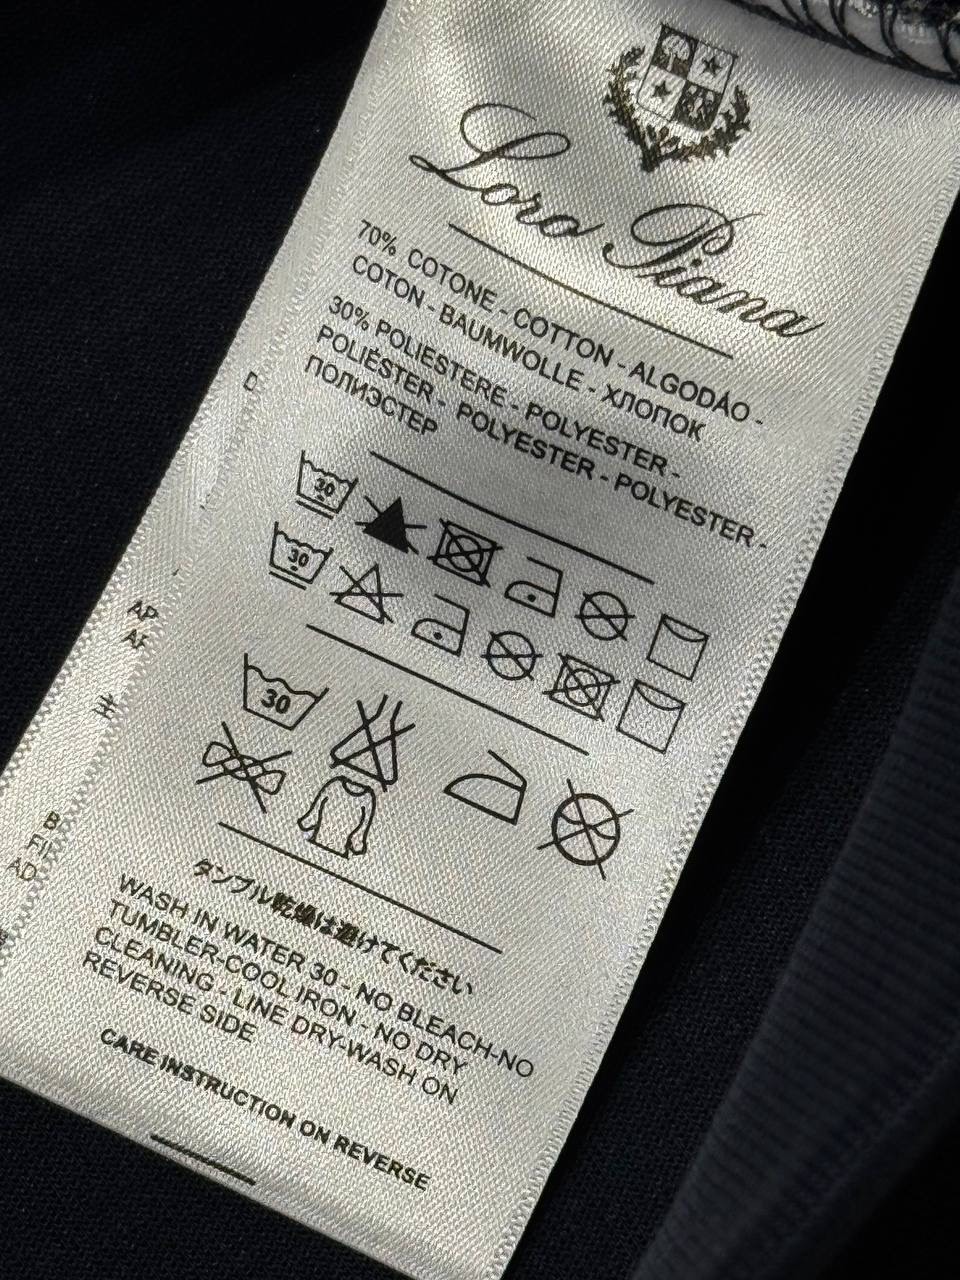 Loro Piana
70% COTONE - COTTON - ALGODÃO -
COTON - BAUMWOLLE - ХЛОПОК
30% POLIESTERE - POLYESTER -
POLIÉSTER - POLYESTER - POLYESTER -
ПОЛИЭСТЕР
30
30
30
タンブル乾燥は避けてください
WASH IN WATER 30 - NO BLEACH-NO
TUMBLER-COOL IRON - NO DRY
CLEANING - LINE DRY-WASH ON
REVERSE SIDE
CARE INSTRUCTION ON REVERSE